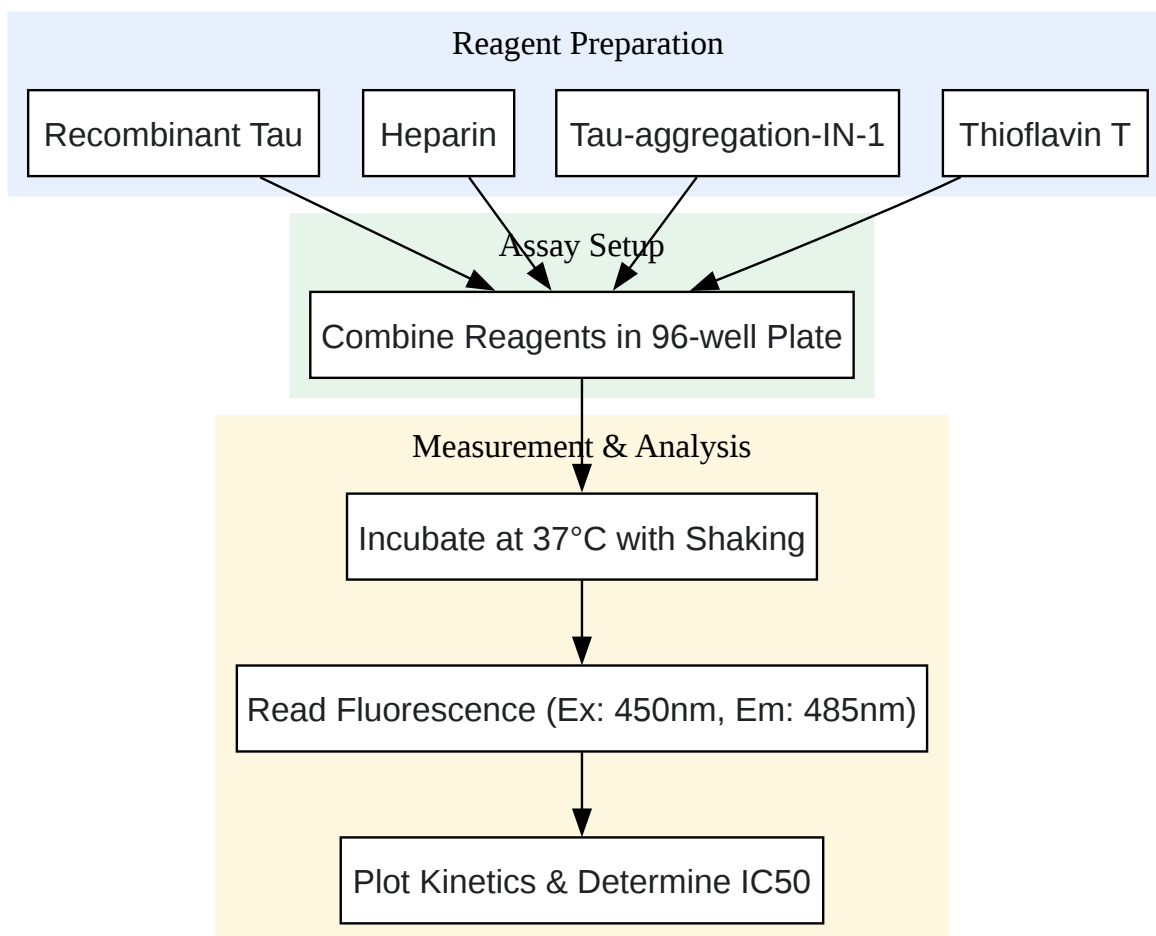 Reagent Preparation
Recombinant Tau
Heparin
Tau-aggregation-IN-1
Thioflavin T
Assay Setup
Combine Reagents in 96-well Plate
Measurement & Analysis
Incubate at 37°C with Shaking
Read Fluorescence (Ex: 450nm, Em: 485nm)
Plot Kinetics & Determine IC50